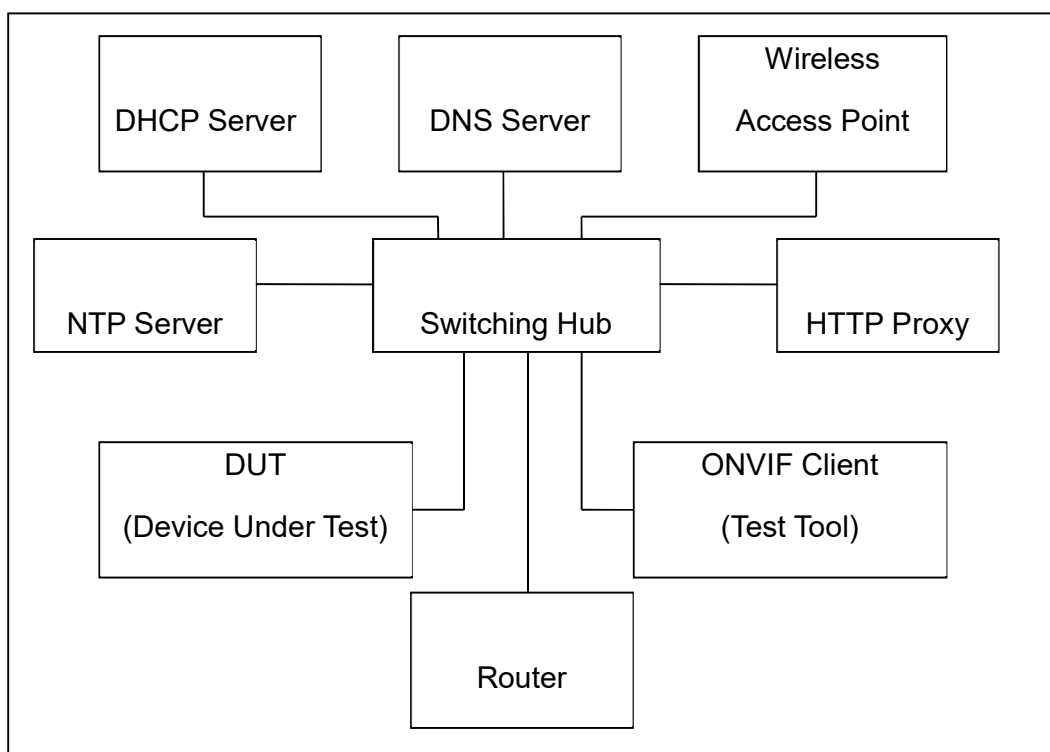 DHCP Server
DNS Server
Wireless
Access Point
NTP Server
Switching Hub
HTTP Proxy
DUT
(Device Under Test)
ONVIF Client
(Test Tool)
Router